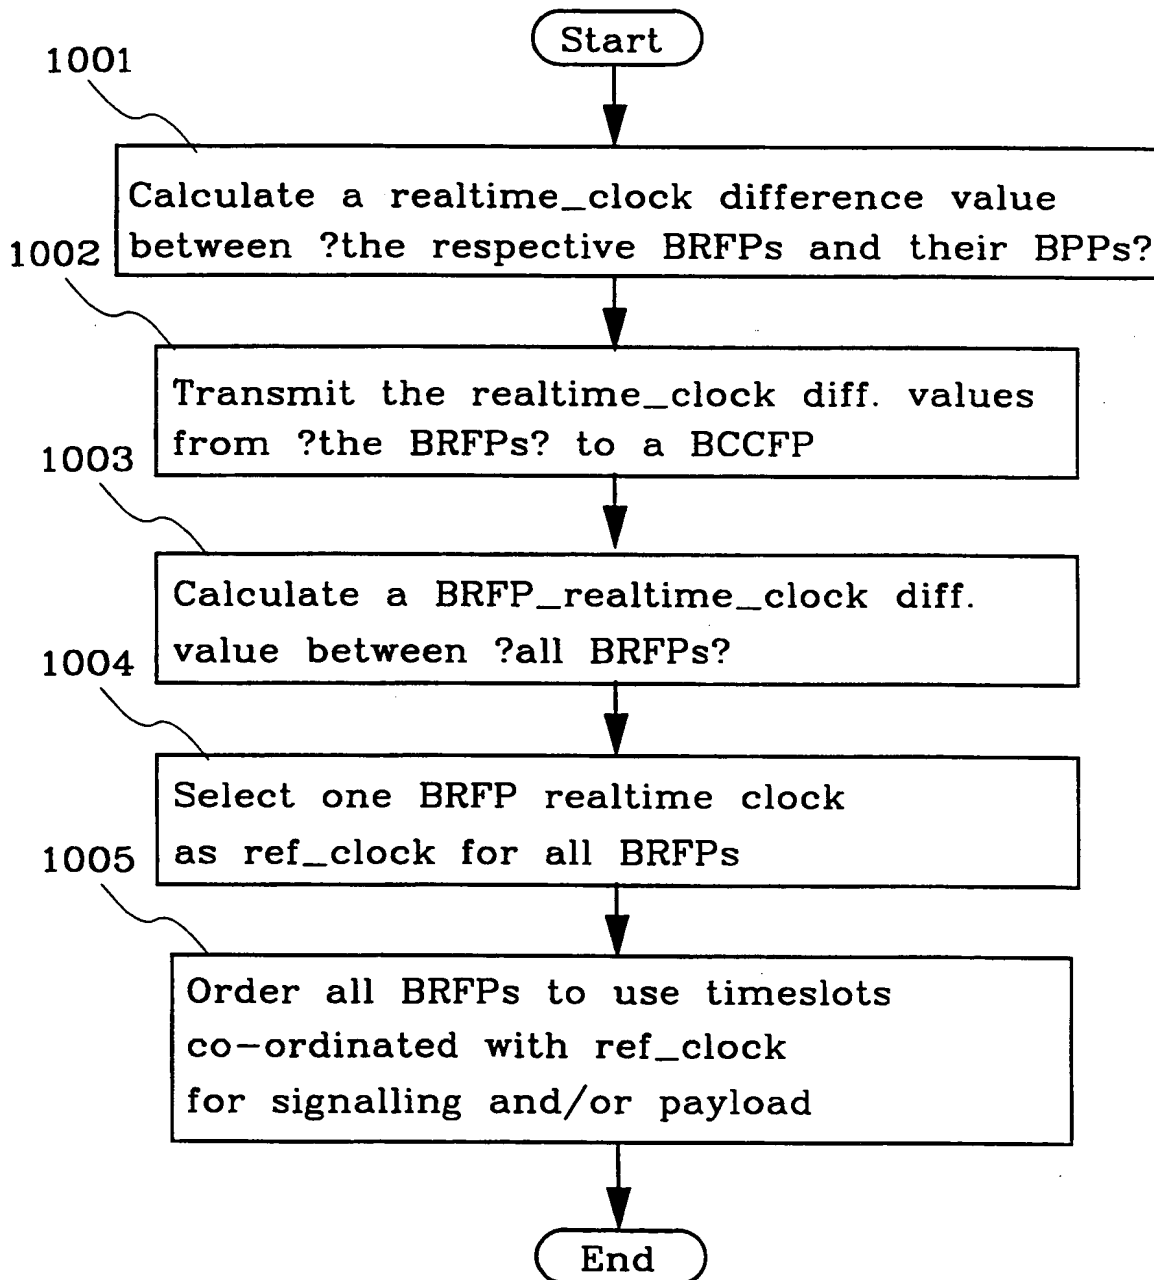 Start
1001
Calculate a realtime_clock difference value
between ?the respective BRFPs and their BPPs?
1002
Transmit the realtime_clock diff. values
from ?the BRFPs? to a BCCFP
1003
Calculate a BRFP_realtime_clock diff.
value between ?all BRFPs?
1004
Select one BRFP realtime clock
as ref_clock for all BRFPs
1005
Order all BRFPs to use timeslots
co-ordinated with ref_clock
for signalling and/or payload
End